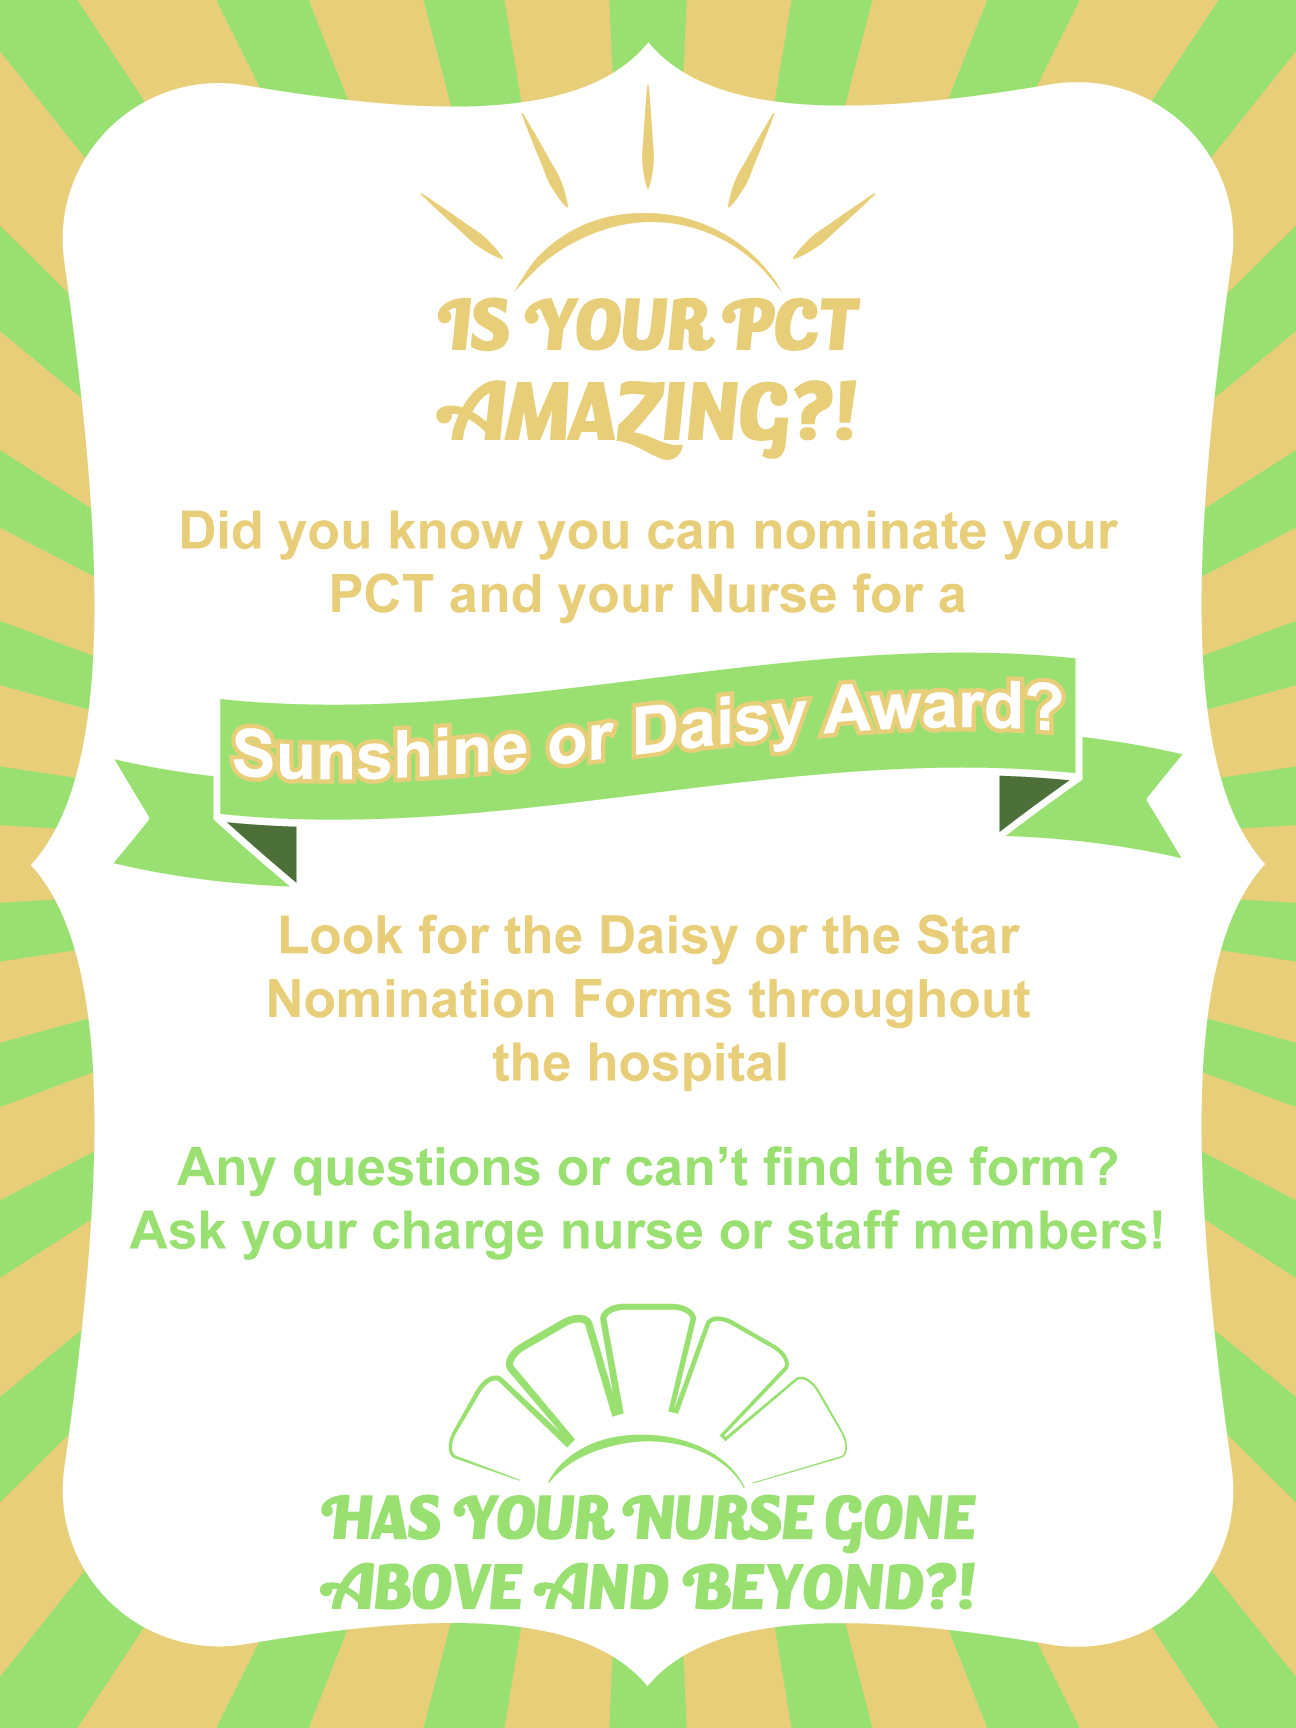 IS YOUR PCT
AMAZING?!
Did you know you can nominate your
PCT and your Nurse for a
Sunshine or Daisy Award?
Look for the Daisy or the Star
Nomination Forms throughout
the hospital
Any questions or can’t find the form?
Ask your charge nurse or staff members!
HAS YOUR NURSE GONE
ABOVE AND BEYOND?!